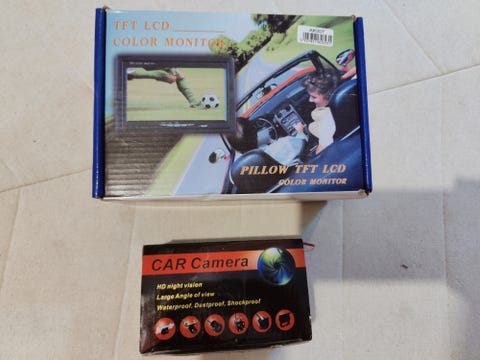 TFT LCD
COLOR MONITOR
PILLOW TFT LCD
COLOR MONITOR
CAR Camera
HD night vision
Large Angle of view
Waterproof, Dustproof, Shockproof